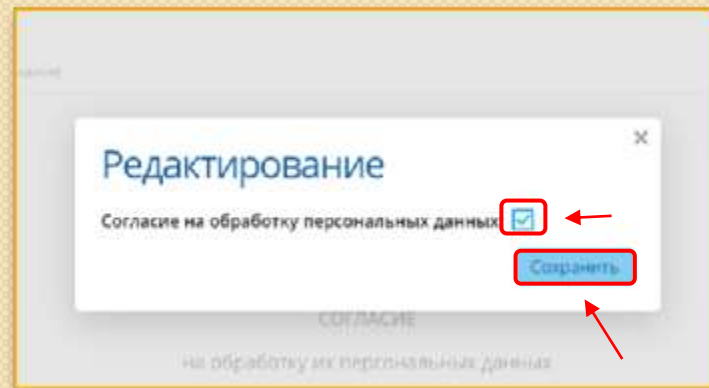 ×
Редактирование
Согласие на обработку персональных данных
Сохранить
СОГЛАСИЕ
на обработку их персональных данных